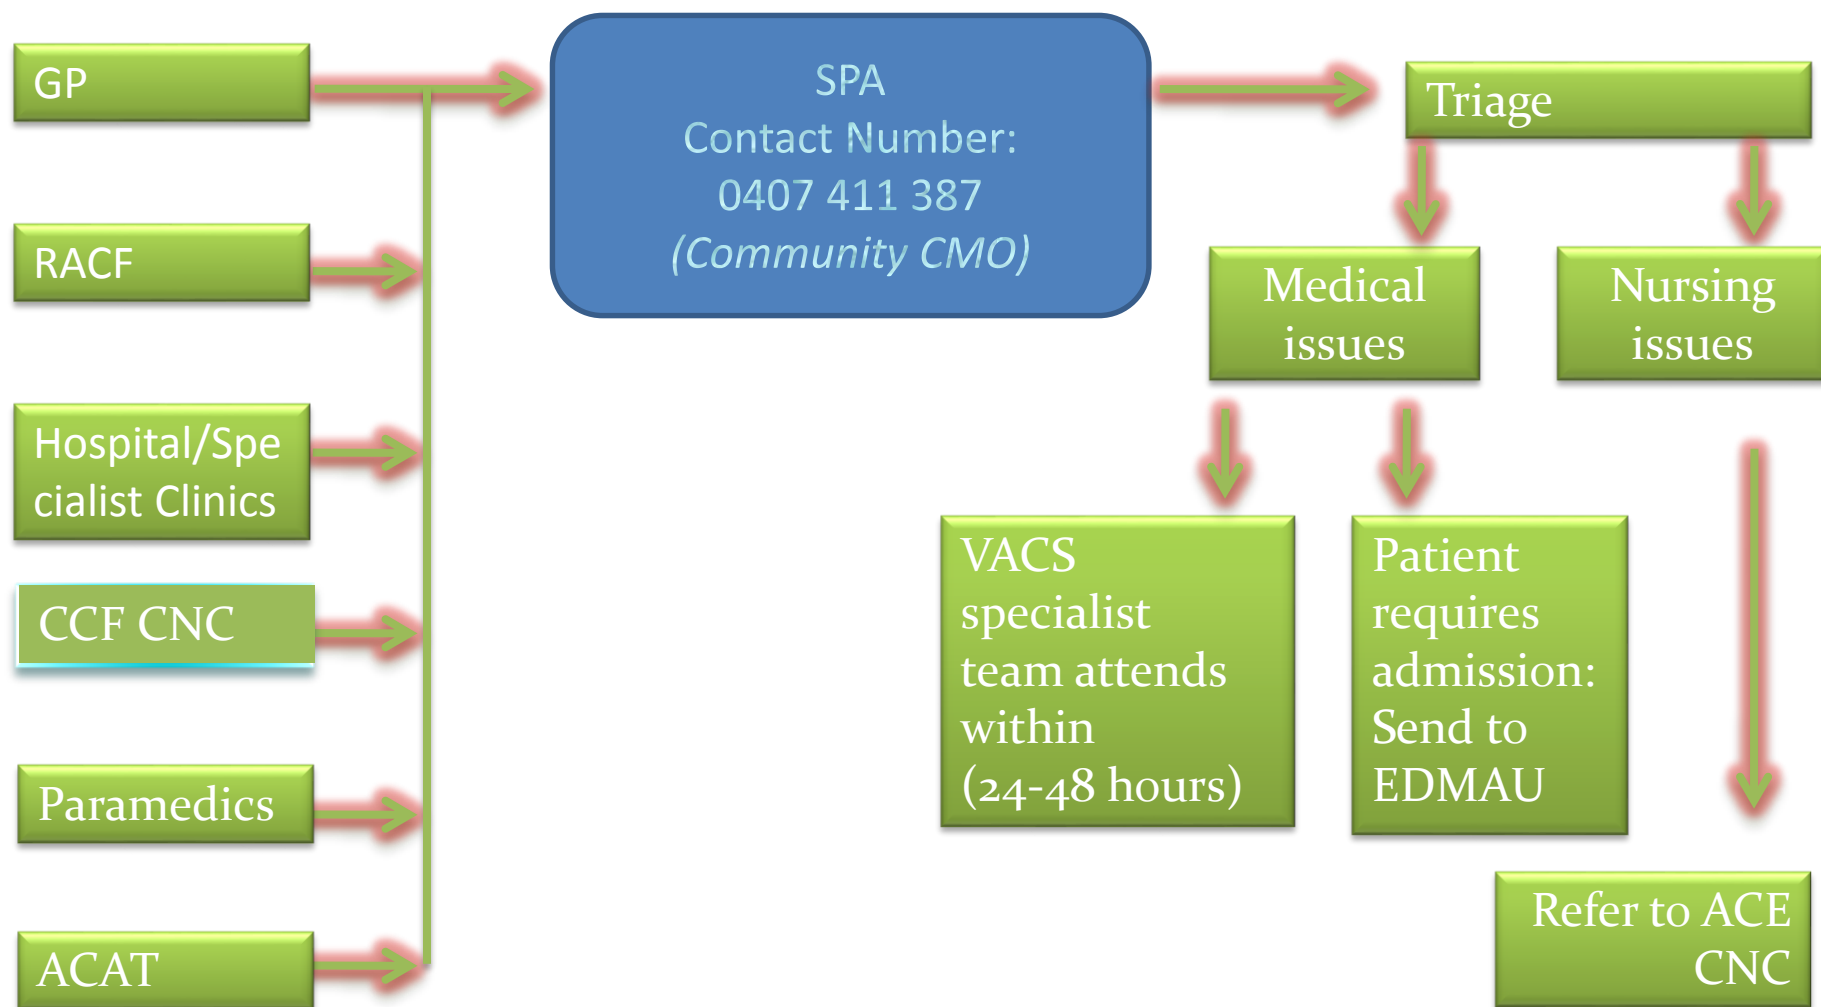 GP
RACF
Hospital/Spe
cialist Clinics
CCF CNC
Paramedics
ACAT
SPA
Contact Number:
0407 411 387
(Community CMO)
Triage
Medical
issues
Nursing
issues
VACS
specialist
team attends
within
(24-48 hours)
Patient
requires
admission:
Send to
EDMAU
Refer to ACE
CNC